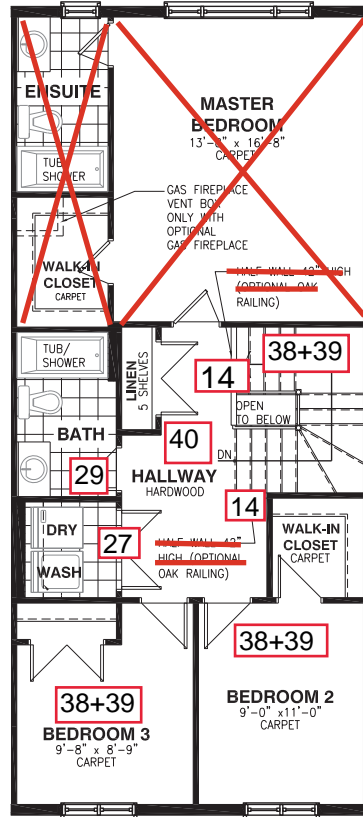 ENSUITE
MASTER
BEDROOM
13'-0" x 16'-8"
CARPET
TUB/
SHOWER
GAS FIREPLACE
VENT BOX
ONLY WITH
OPTIONAL
GAS FIREPLACE
WALK-IN
CLOSET
CARPET
HALF WALL 42" HIGH
(OPTIONAL OAK
RAILING)
TUB/
SHOWER
LINEN
5 SHELVES
14
38+39
OPEN
TO BELOW
BATH
40
DN
29
HALLWAY
HARDWOOD
14
DRY
27
WALK-IN
CLOSET
CARPET
HALF WALL 42"
HIGH (OPTIONAL
OAK RAILING)
WASH
38+39
38+39
BEDROOM 2
9'-0" x11'-0"
CARPET
BEDROOM 3
9'-8" x 8'-9"
CARPET